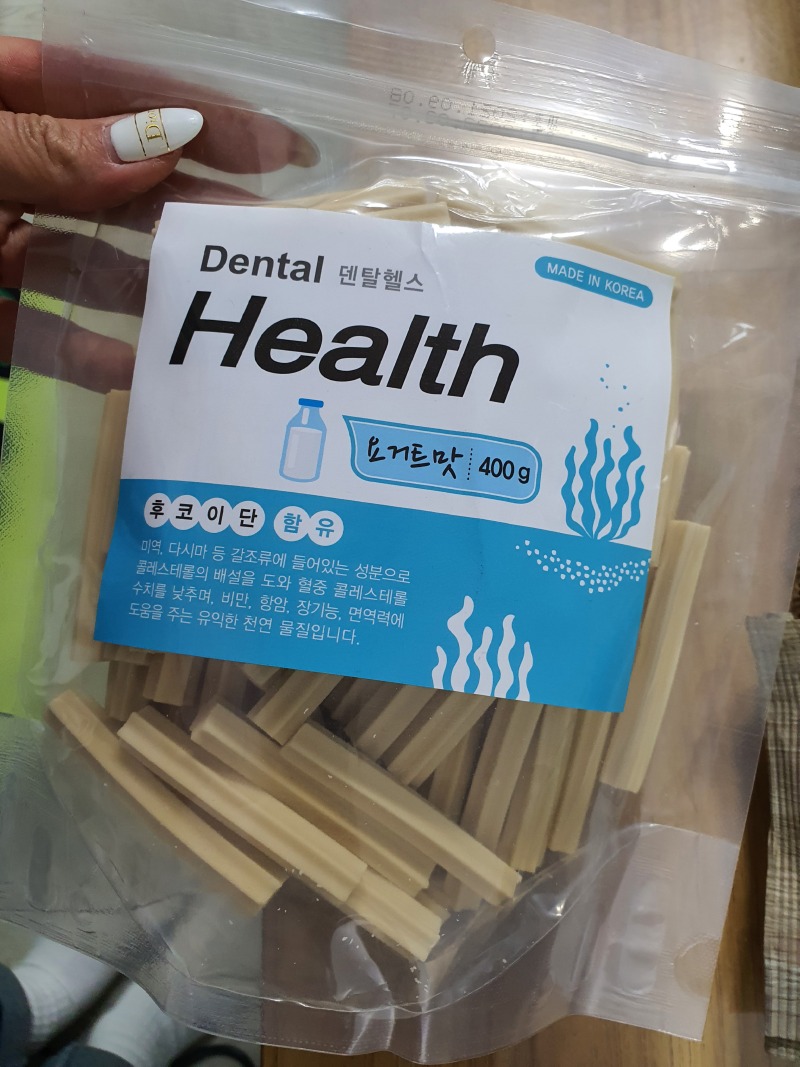 Dental 덴탈헬스
MADE IN KOREA
Health
요거트맛 400g
후코이단 함유
미역, 다시마 등 갈조류에 들어있는 성분으로
콜레스테롤의 배설을 도와 혈중 콜레스테롤
수치를 낮추며, 비만, 항암, 장기능, 면역력에
도움을 주는 유익한 천연 물질입니다.